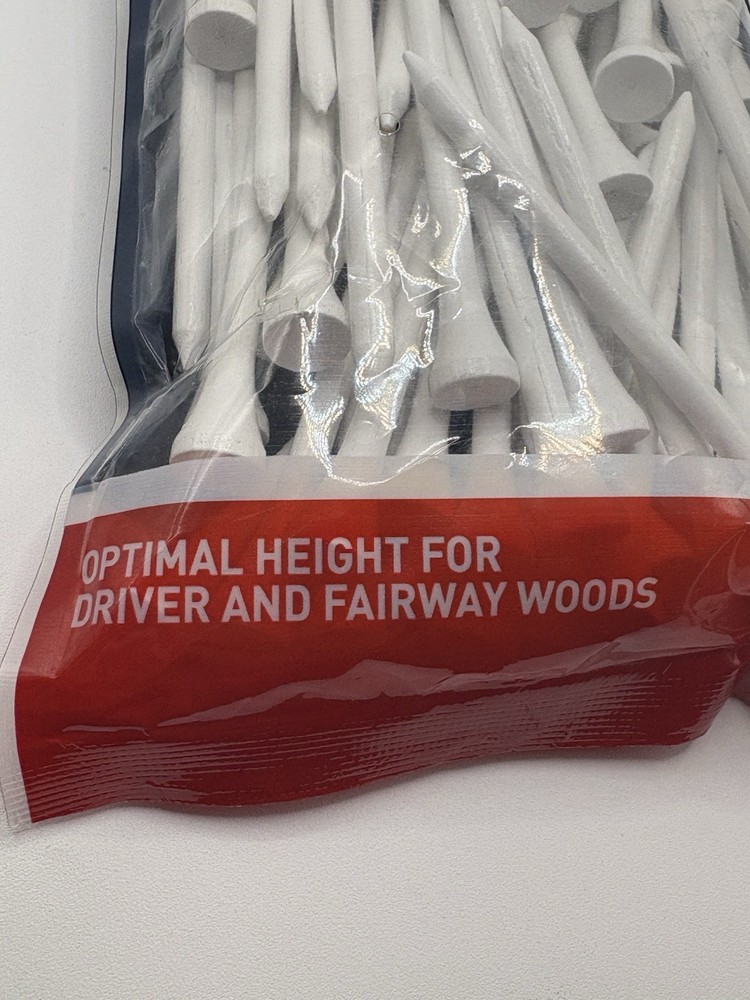 OPTIMAL HEIGHT FOR
DRIVER AND FAIRWAY WOODS